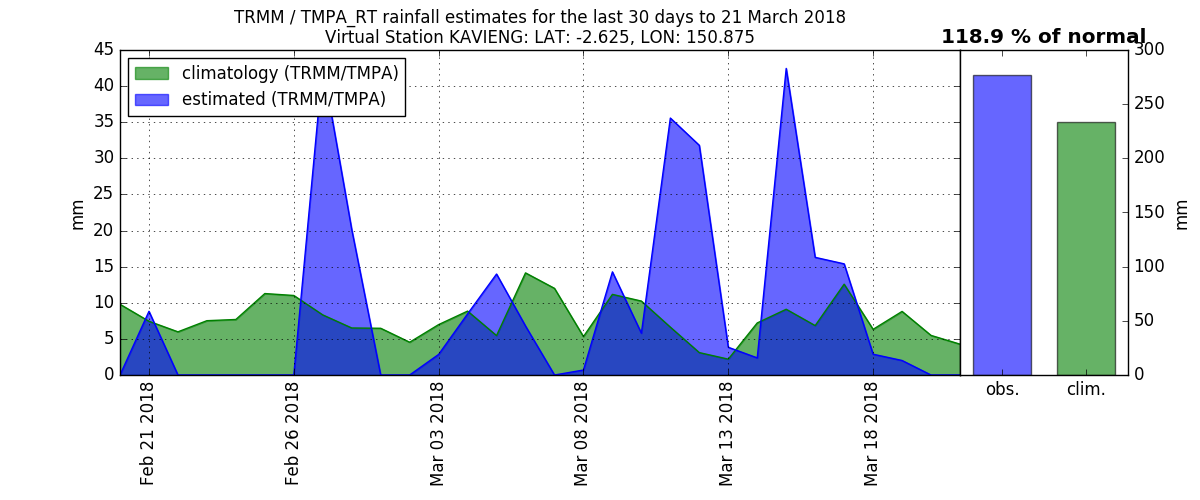 TRMM / TMPA_RT rainfall estimates for the last 30 days to 21 March 2018
Virtual Station KAVIENG: LAT: -2.625, LON: 150.875
118.9 % of normal
climatology (TRMM/TMPA)
estimated (TRMM/TMPA)
45
40
35
30
25
20
15
10
5
0
mm
Feb 21 2018
Feb 26 2018
Mar 03 2018
Mar 08 2018
Mar 13 2018
Mar 18 2018
obs.
clim.
300
250
200
150
100
50
0
mm